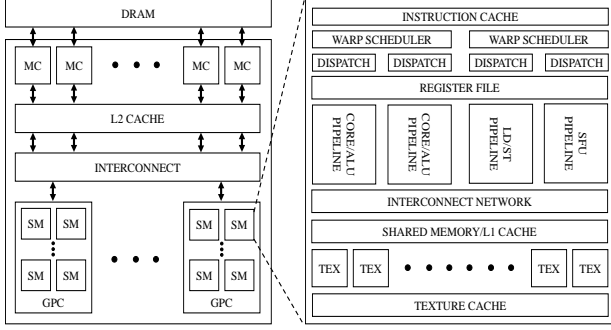 DRAM
MC MC MC MC
L2 CACHE
INTERCONNECT
SM SM SM SM
SM SM SM SM
GPC GPC
INSTRUCTION CACHE
WARP SCHEDULER WARP SCHEDULER
DISPATCH DISPATCH DISPATCH DISPATCH
REGISTER FILE
CORE/ALU
PIPELINE
CORE/ALU
PIPELINE
LD/ST
PIPELINE
SFU
PIPELINE
INTERCONNECT NETWORK
SHARED MEMORY/L1 CACHE
TEX TEX TEX TEX
TEXTURE CACHE